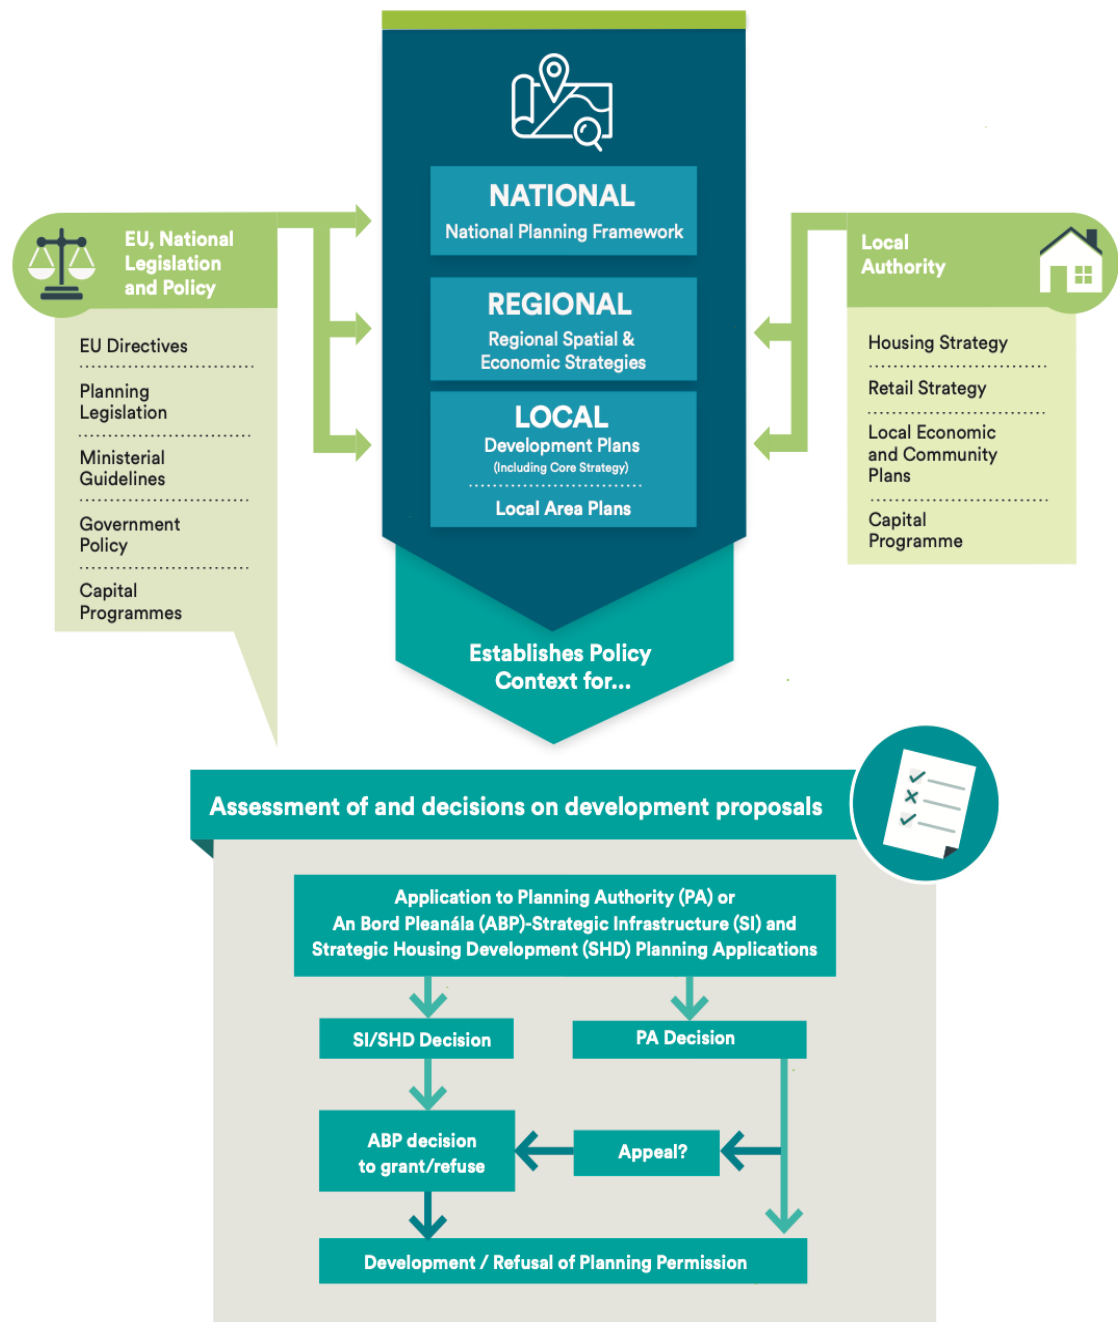 NATIONAL
National Planning Framework
EU, National
Legislation
and Policy
EU Directives
Planning
Legislation
Ministerial
Guidelines
Government
Policy
Capital
Programmes
REGIONAL
Regional Spatial &
Economic Strategies
LOCAL
Development Plans
(Including Core Strategy)
Local Area Plans
Local
Authority
Housing Strategy
Retail Strategy
Local Economic
and Community
Plans
Capital
Programme
Establishes Policy
Context for...
Assessment of and decisions on development proposals
Application to Planning Authority (PA) or
An Bord Pleanála (ABP)-Strategic Infrastructure (SI) and
Strategic Housing Development (SHD) Planning Applications
SI/SHD Decision
PA Decision
ABP decision
to grant/refuse
Appeal?
Development / Refusal of Planning Permission